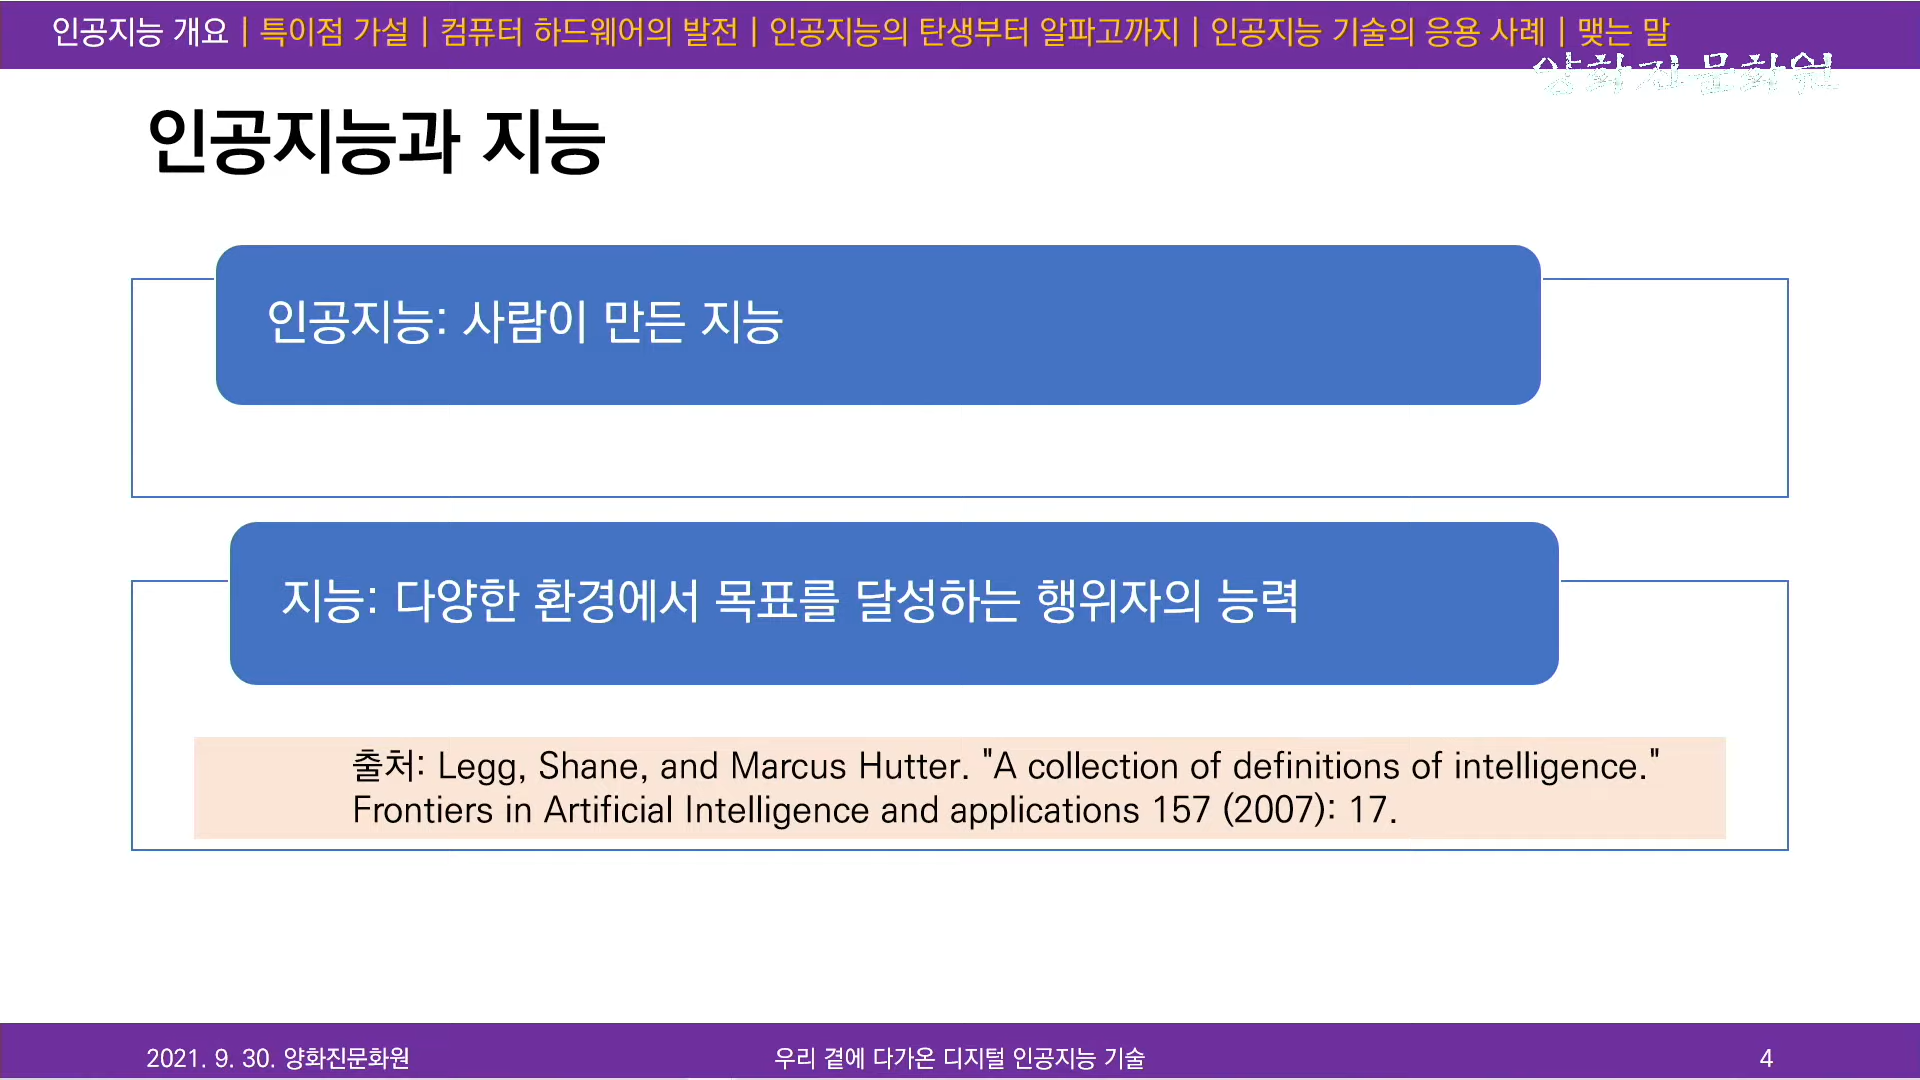 인공지능 개요 | 특이점 가설 | 컴퓨터 하드웨어의 발전 | 인공지능의 탄생부터 알파고까지 | 인공지능 기술의 응용 사례 | 맺는 말
양화진문화원
인공지능과 지능
인공지능: 사람이 만든 지능
지능: 다양한 환경에서 목표를 달성하는 행위자의 능력
출처: Legg, Shane, and Marcus Hutter. "A collection of definitions of intelligence."
Frontiers in Artificial Intelligence and applications 157 (2007): 17.
2021. 9. 30. 양화진문화원
우리 곁에 다가온 디지털 인공지능 기술
4